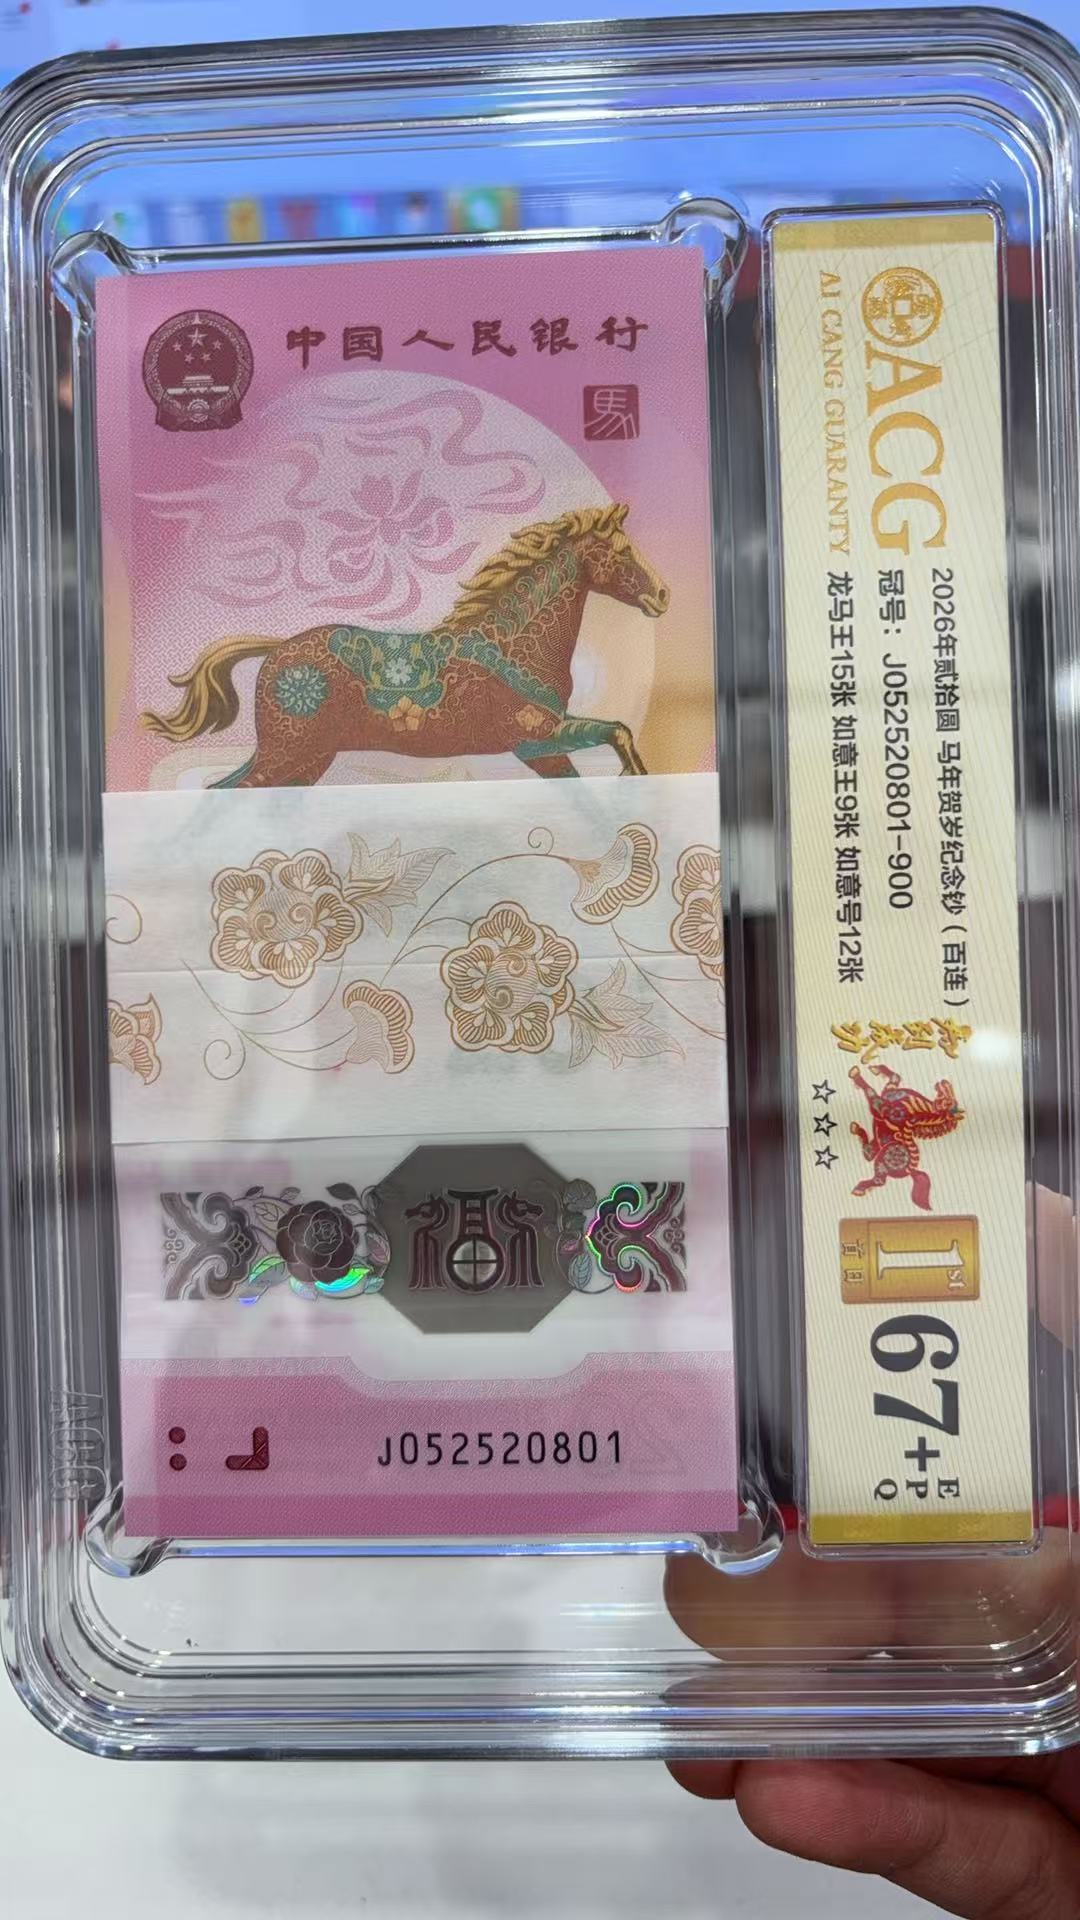 中国人民银行
馬
J052520801
ACG
AI CANG GUARANTY
2026年贰拾圆 马年贺岁纪念钞（百连）
冠号：J052520801-900
龙马王15张 如意王9张 如意号12张
☆☆☆
1st
首日
67+
E
P
Q